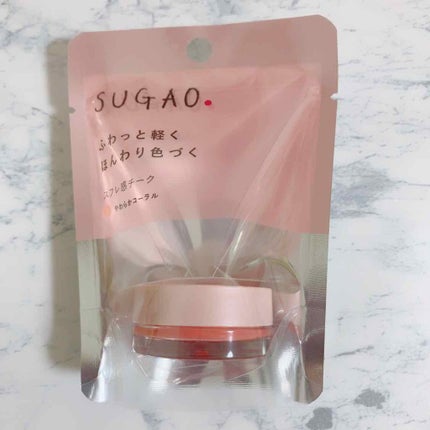 SUGAO.
ふわっと軽く
ほんわり色づく
スフレ感チーク
やわらかコーラル